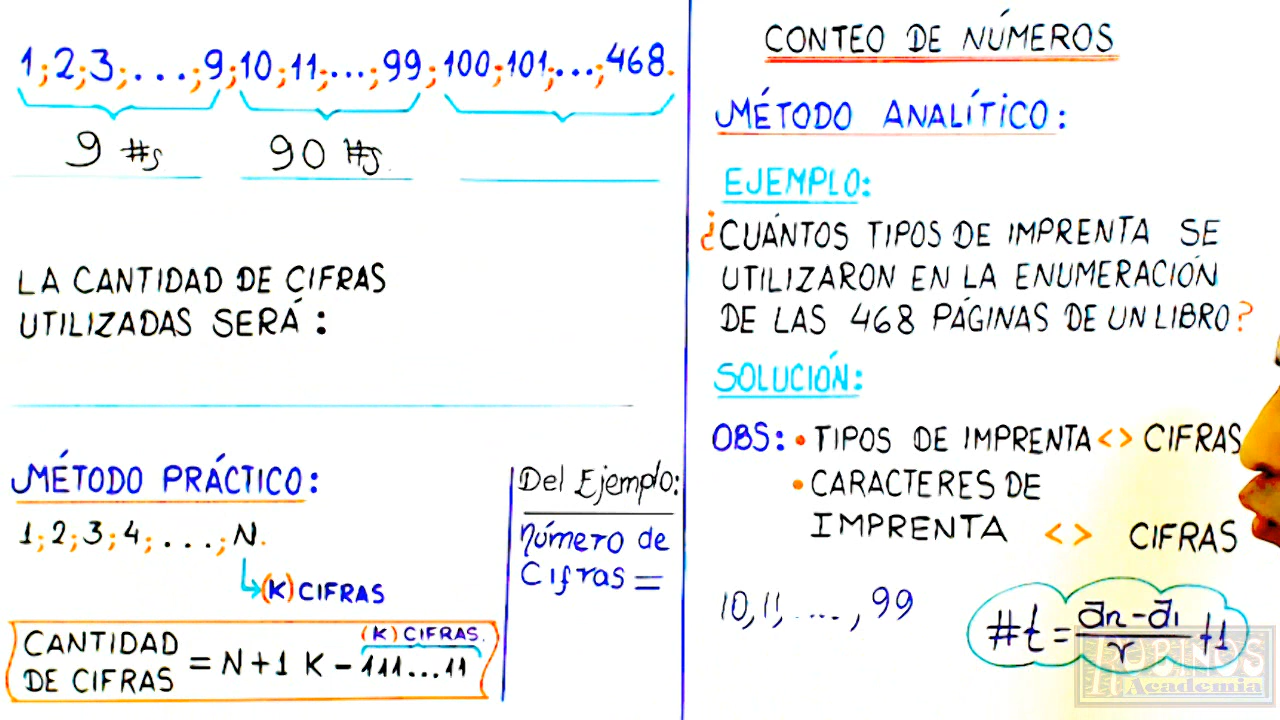 1;2;3;...;9;10;11;...;99;100;101;...;468.
9 #s 90 #s
LA CANTIDAD DE CIFRAS
UTILIZADAS SERÁ:
MÉTODO PRÁCTICO:
1;2;3;4;...;N.
(K) CIFRAS
(K) CIFRAS.
CANTIDAD
DE CIFRAS = N+1 K - 111...11
Del Ejemplo:
Número de
Cifras =
CONTEO DE NÚMEROS
MÉTODO ANALÍTICO:
EJEMPLO:
¿CUÁNTOS TIPOS DE IMPRENTA SE
UTILIZARON EN LA ENUMERACIÓN
DE LAS 468 PÁGINAS DE UN LIBRO?
SOLUCIÓN:
OBS: • TIPOS DE IMPRENTA <> CIFRAS
• CARACTERES DE
IMPRENTA <> CIFRAS
10,11, ...., 99
#t = an - a1 / r + 1
ROBINOS
Academia